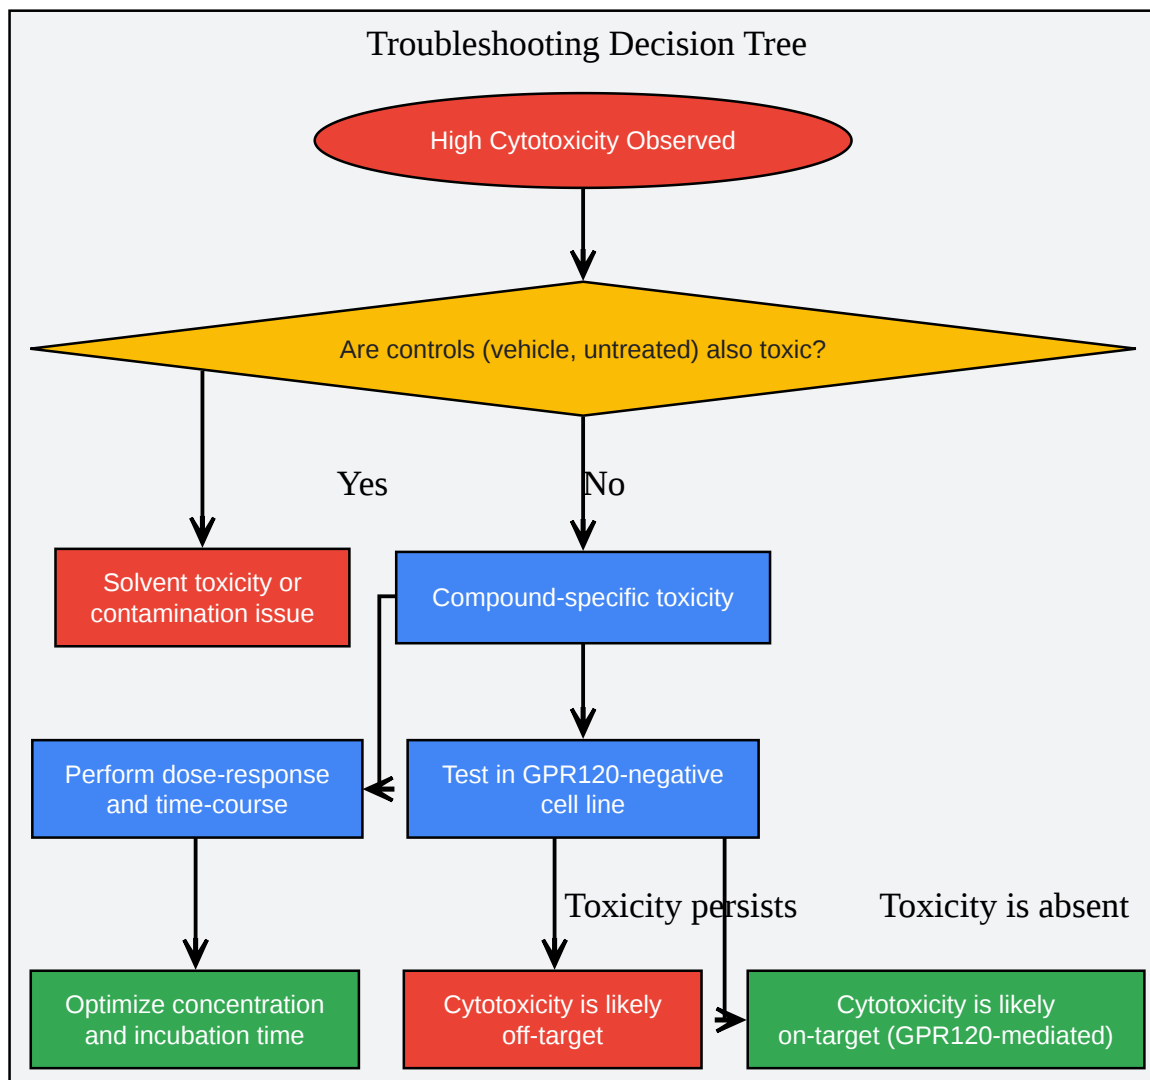 Troubleshooting Decision Tree
High Cytotoxicity Observed
Are controls (vehicle, untreated) also toxic?
Yes
No
Solvent toxicity or
contamination issue
Compound-specific toxicity
Perform dose-response
and time-course
Test in GPR120-negative
cell line
Toxicity persists
Toxicity is absent
Optimize concentration
and incubation time
Cytotoxicity is likely
off-target
Cytotoxicity is likely
on-target (GPR120-mediated)